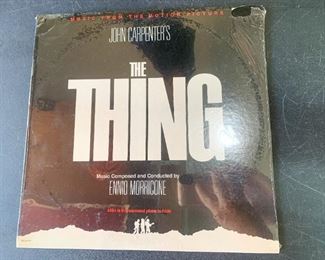 MUSIC FROM THE MOTION PICTURE
JOHN CARPENTER'S
THE
THING
Music Composed and Conducted by
ENNIO MORRICONE